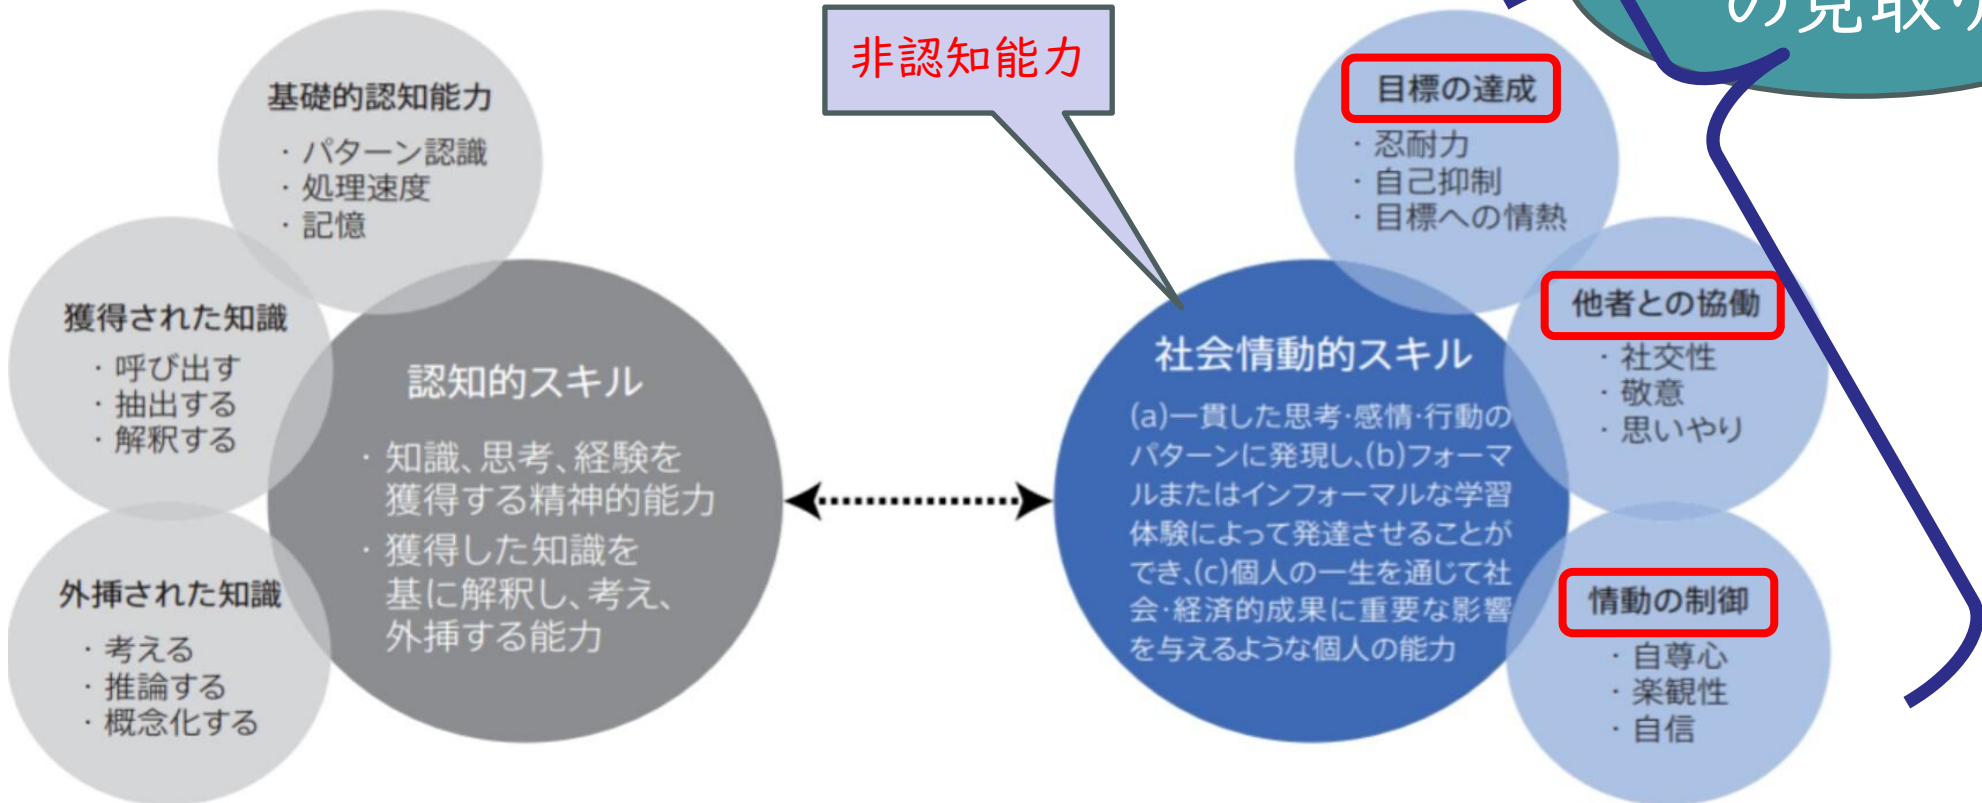 の見取り
非認知能力
基礎的認知能力
・パターン認識
・処理速度
・記憶
獲得された知識
・呼び出す
・抽出する
・解釈する
外挿された知識
・考える
・推論する
・概念化する
認知的スキル
・知識、思考、経験を
獲得する精神的能力
・獲得した知識を
基に解釈し、考え、
外挿する能力
社会情動的スキル
(a)一貫した思考・感情・行動の
パターンに発現し、(b)フォーマ
ルまたはインフォーマルな学習
体験によって発達させることが
でき、(c)個人の一生を通じて社
会・経済的成果に重要な影響
を与えるような個人の能力
目標の達成
・忍耐力
・自己抑制
・目標への情熱
他者との協働
・社交性
・敬意
・思いやり
情動の制御
・自尊心
・楽観性
・自信